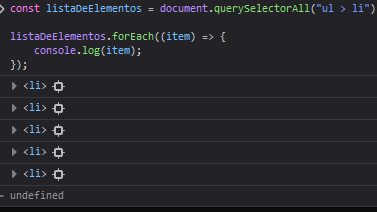 const listaDeElementos = document.querySelectorAll("ul > li")
listaDeElementos.forEach((item) => {
console.log(item);
});
<li>
<li>
<li>
<li>
<li>
undefined